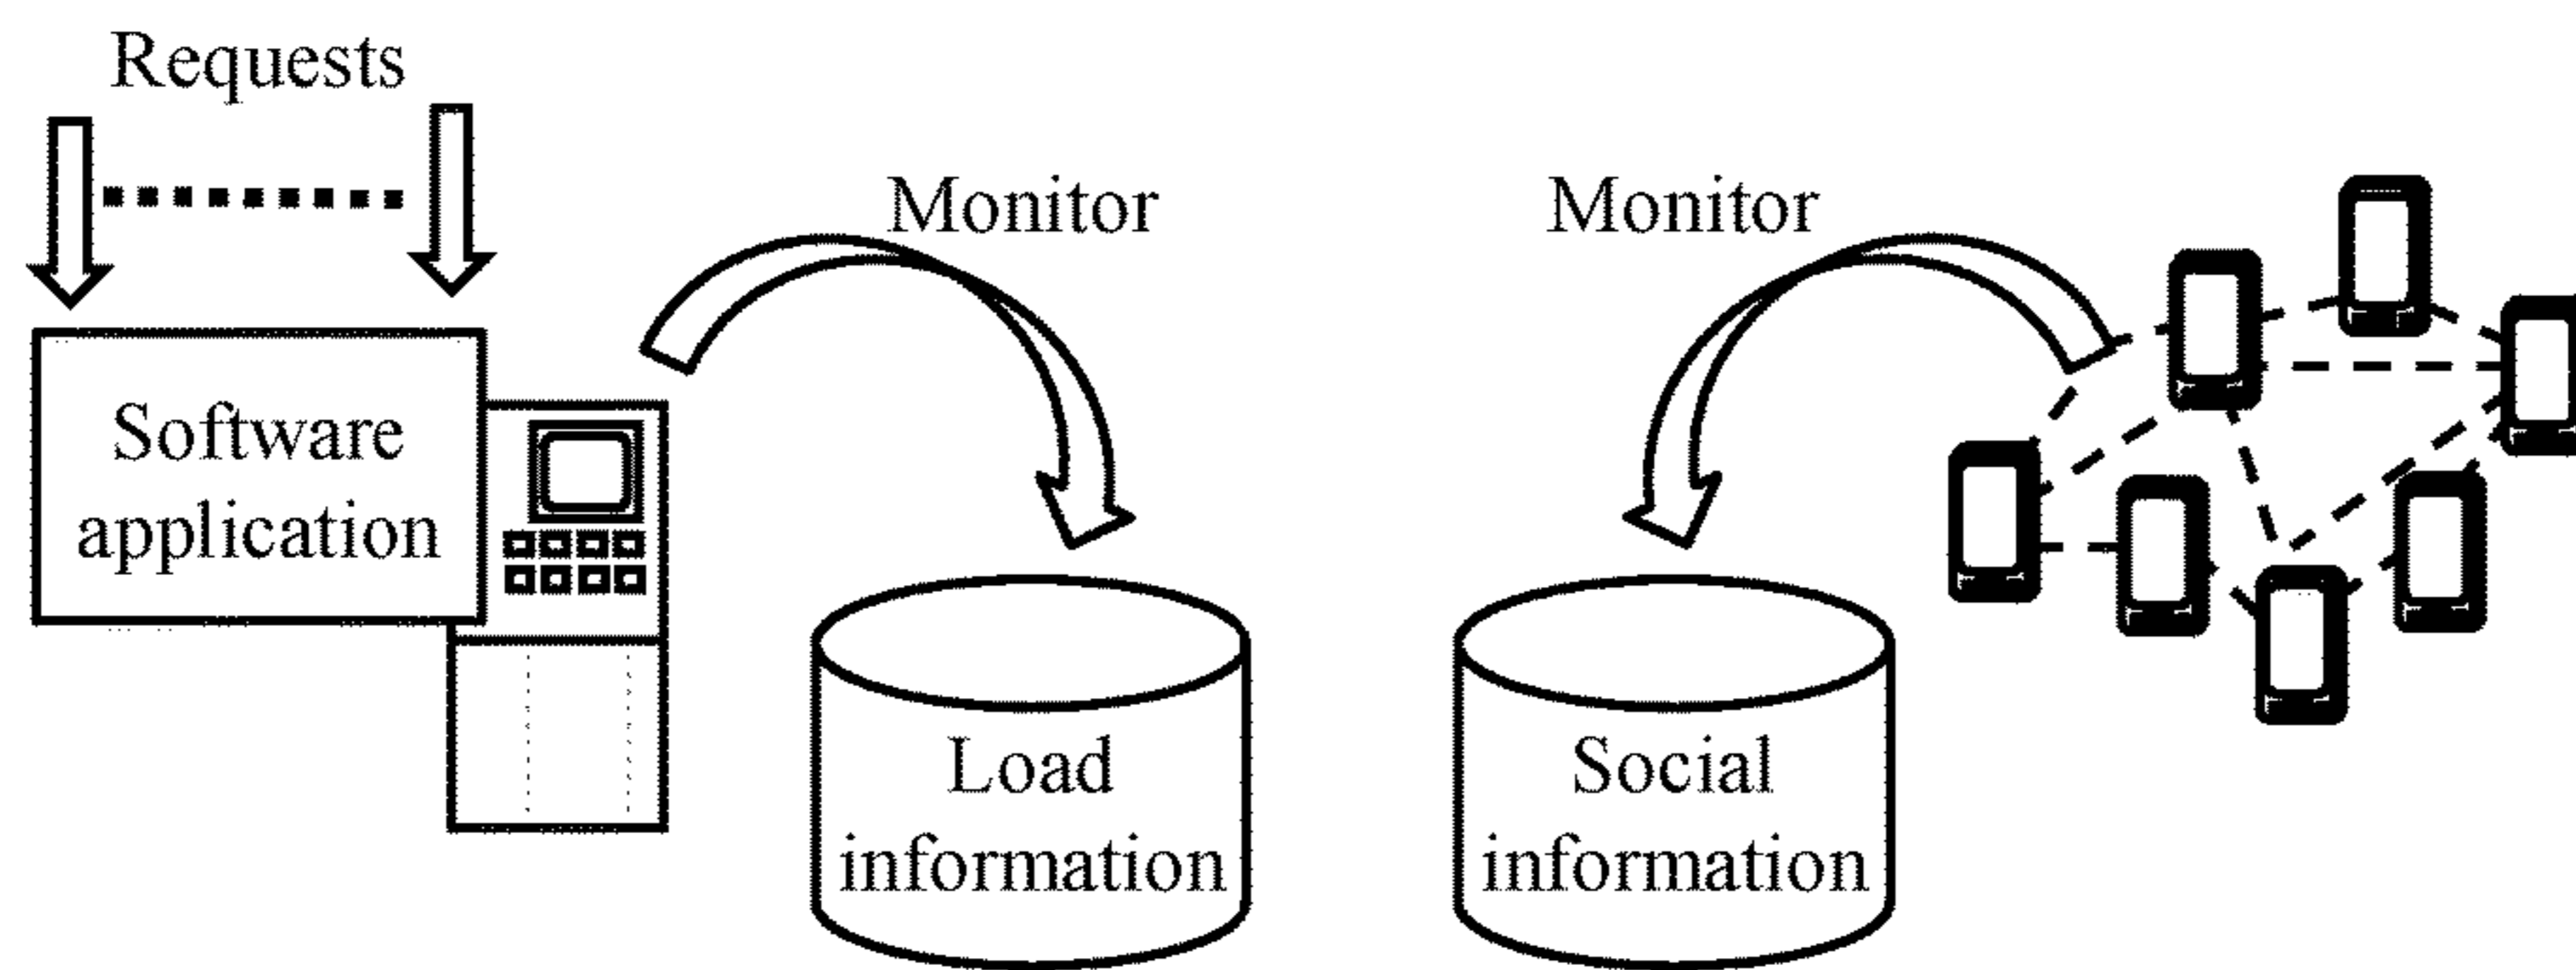 Requests
Monitor
Monitor
Software
application
Load
information
Social
information